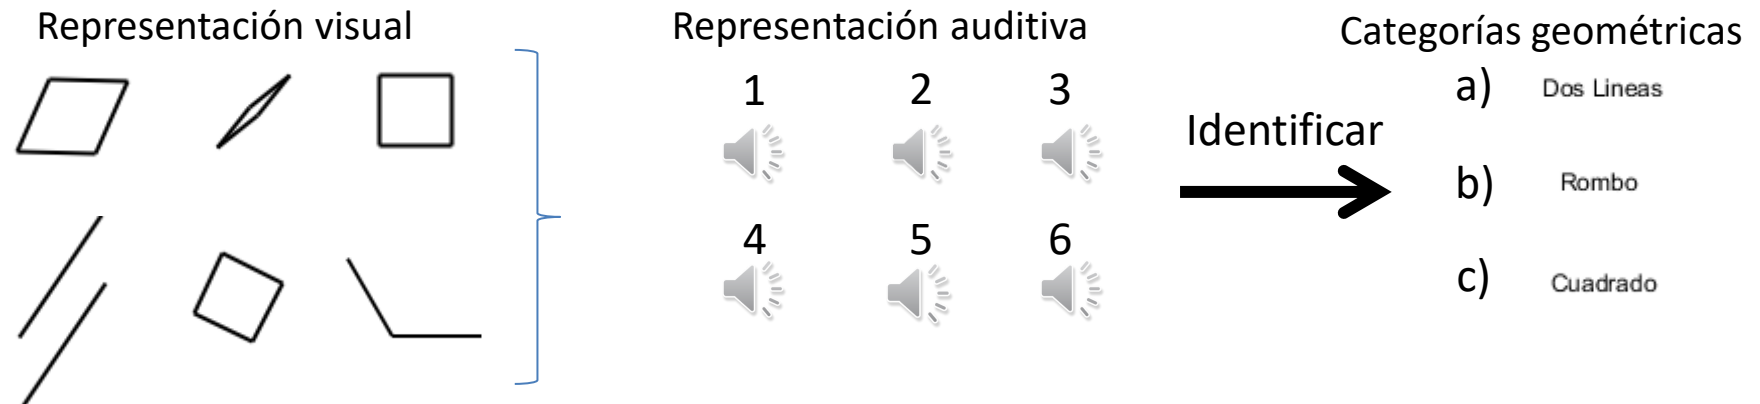 Representación visual
Representación auditiva
Categorías geométricas
1 2 3
4 5 6
Identificar
a) Dos Lineas
b) Rombo
c) Cuadrado